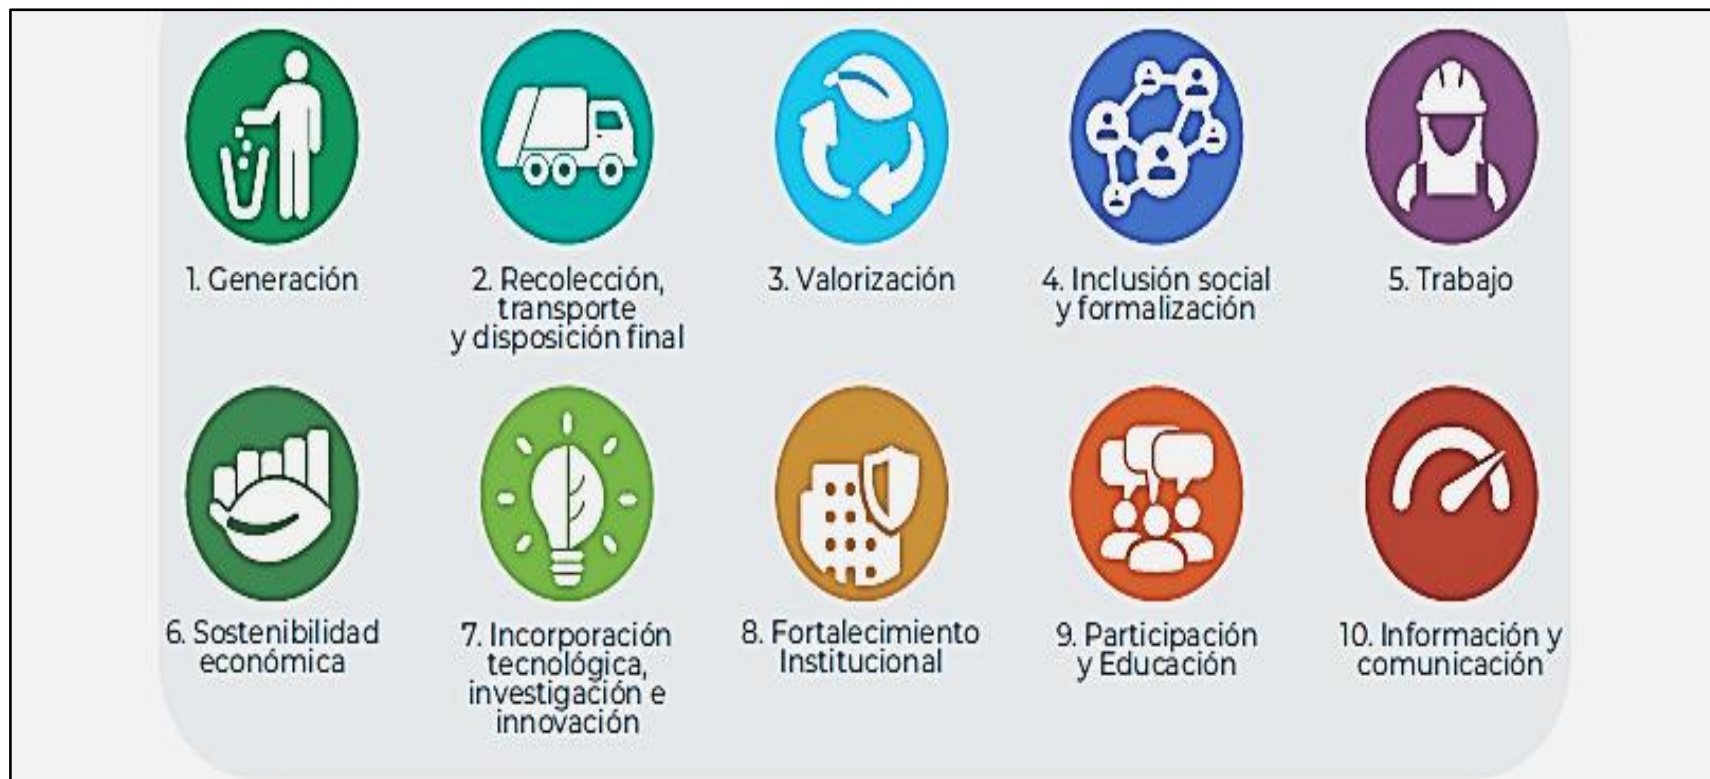 1. Generación
2. Recolección,
transporte
y disposición final
3. Valorización
4. Inclusión social
y formalización
5. Trabajo
6. Sostenibilidad
económica
7. Incorporación
tecnológica,
investigación e
innovación
8. Fortalecimiento
Institucional
9. Participación
y Educación
10. Información y
comunicación